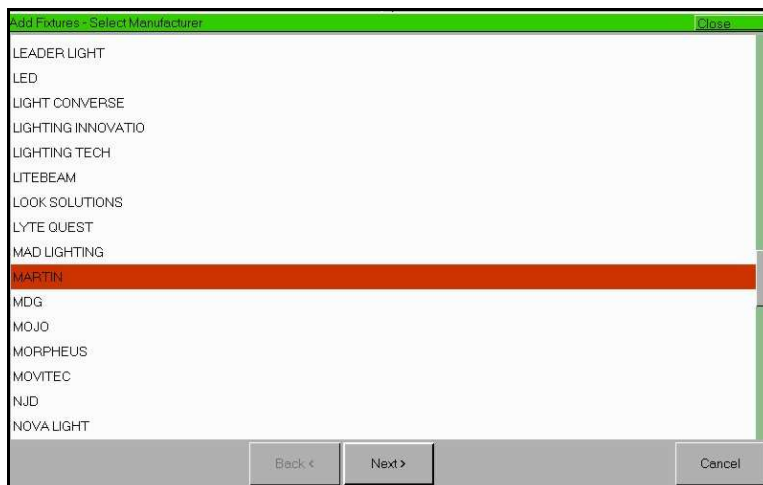 Add Fixtures - Select Manufacturer Close
LEADER LIGHT
LED
LIGHT CONVERSE
LIGHTING INNOVATIO
LIGHTING TECH
LITEBEAM
LOOK SOLUTIONS
LYTE QUEST
MAD LIGHTING
MARTIN
MDG
MOJO
MORPHEUS
MOVITEC
NJD
NOVA LIGHT
Back < Next > Cancel